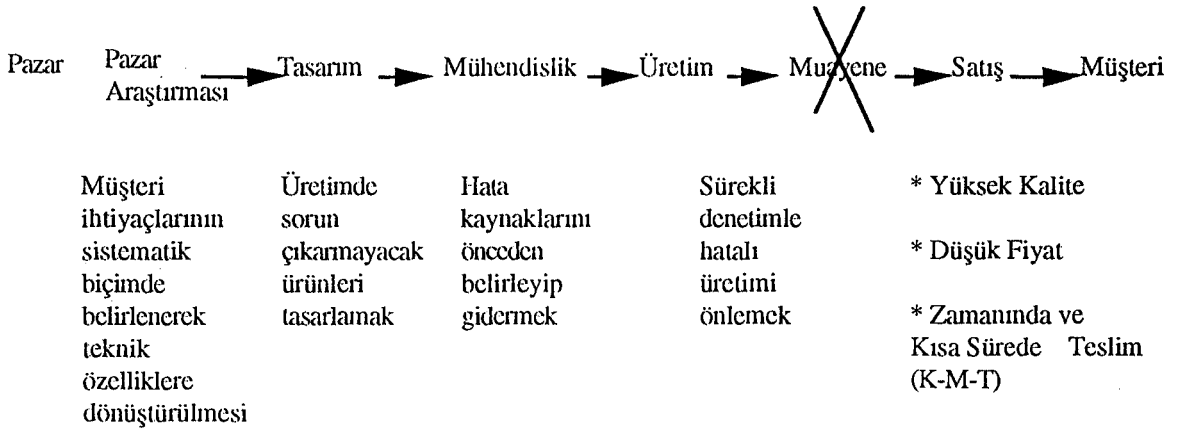 Pazar Pazar Araştırması Tasarım Mühendislik Üretim Muayene Satış Müşteri
Müşteri
ihtiyaçlarının
sistematik
biçimde
belirlenerek
teknik
özelliklere
dönüştürülmesi
Üretimde
sorun
çıkarmayacak
ürünleri
tasarlamak
Hata
kaynaklarını
önceden
belirleyip
gidermek
Sürekli
denetimle
hatalı
üretimi
önlemek
* Yüksek Kalite
* Düşük Fiyat
* Zamanında ve
Kısa Sürede Teslim
(K-M-T)